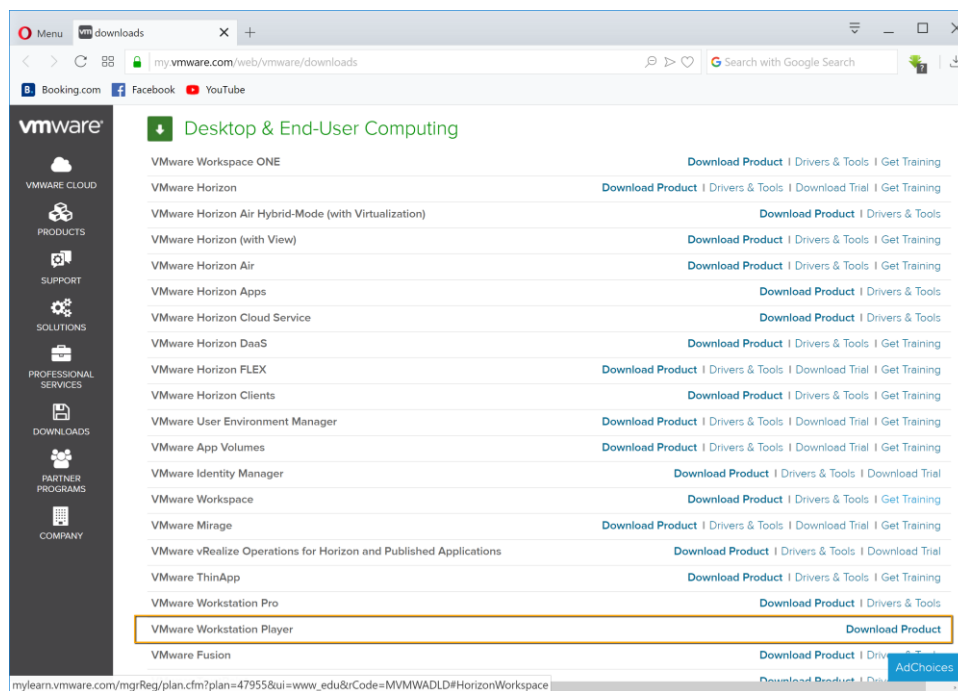 Menu
vm downloads
my.vmware.com/web/vmware/downloads
G Search with Google Search
?
B. Booking.com
Facebook
YouTube
vmware
VMWARE CLOUD
PRODUCTS
SUPPORT
SOLUTIONS
PROFESSIONAL
SERVICES
DOWNLOADS
PARTNER
PROGRAMS
COMPANY
Desktop & End-User Computing
VMware Workspace ONE Download Product | Drivers & Tools | Get Training
VMware Horizon Download Product | Drivers & Tools | Download Trial | Get Training
VMware Horizon Air Hybrid-Mode (with Virtualization) Download Product | Drivers & Tools
VMware Horizon (with View) Download Product | Drivers & Tools | Get Training
VMware Horizon Air Download Product | Drivers & Tools | Get Training
VMware Horizon Apps Download Product | Drivers & Tools
VMware Horizon Cloud Service Download Product | Drivers & Tools
VMware Horizon DaaS Download Product | Drivers & Tools | Get Training
VMware Horizon FLEX Download Product | Drivers & Tools | Download Trial | Get Training
VMware Horizon Clients Download Product | Drivers & Tools | Get Training
VMware User Environment Manager Download Product | Drivers & Tools | Download Trial | Get Training
VMware App Volumes Download Product | Drivers & Tools | Download Trial | Get Training
VMware Identity Manager Download Product | Drivers & Tools | Download Trial
VMware Workspace Download Product | Drivers & Tools | Get Training
VMware Mirage Download Product | Drivers & Tools | Download Trial | Get Training
VMware vRealize Operations for Horizon and Published Applications Download Product | Drivers & Tools | Download Trial
VMware ThinApp Download Product | Drivers & Tools | Get Training
VMware Workstation Pro Download Product | Drivers & Tools
VMware Workstation Player Download Product
VMware Fusion Download Product |
AdChoices
Download Product |
mylearn.vmware.com/mgrReg/plan.cfm?plan=47955&ui=www_edu&rCode=MVMWADLD#HorizonWorkspace